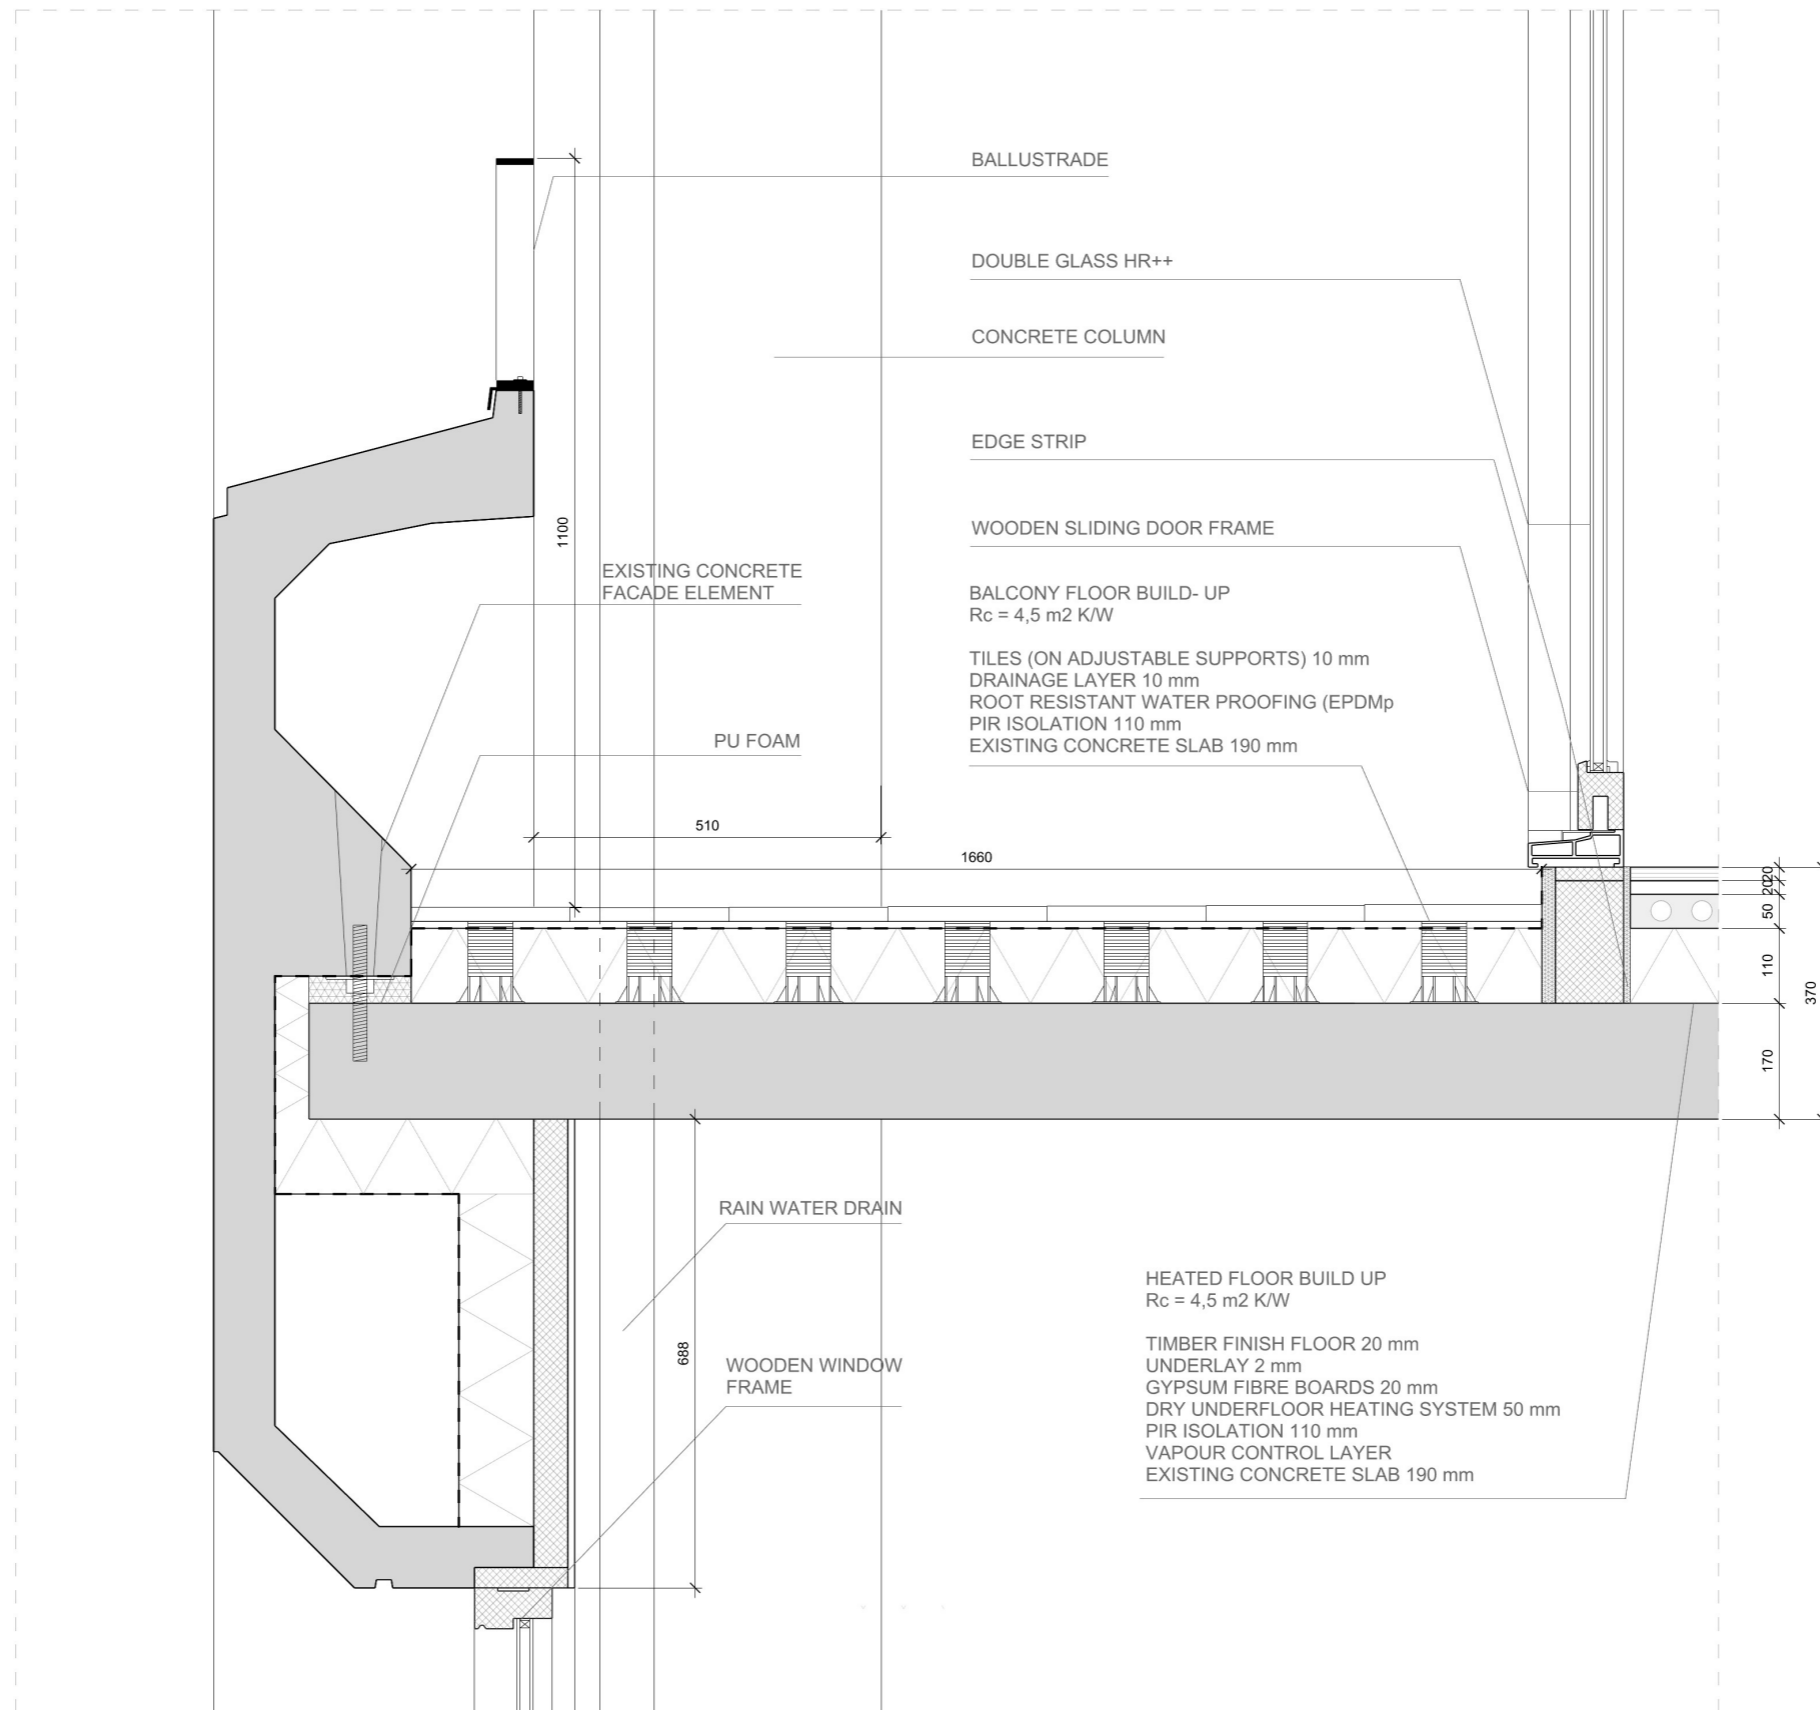 BALLUSTRADE
DOUBLE GLASS HR++
CONCRETE COLUMN
EDGE STRIP
WOODEN SLIDING DOOR FRAME
1100
EXISTING CONCRETE
FACADE ELEMENT
BALCONY FLOOR BUILD- UP
Rc = 4,5 m2 K/W
TILES (ON ADJUSTABLE SUPPORTS) 10 mm
DRAINAGE LAYER 10 mm
ROOT RESISTANT WATER PROOFING (EPDMp
PIR ISOLATION 110 mm
EXISTING CONCRETE SLAB 190 mm
PU FOAM
510
1660
20
20
50
110
370
170
RAIN WATER DRAIN
688
WOODEN WINDOW
FRAME
HEATED FLOOR BUILD UP
Rc = 4,5 m2 K/W
TIMBER FINISH FLOOR 20 mm
UNDERLAY 2 mm
GYPSUM FIBRE BOARDS 20 mm
DRY UNDERFLOOR HEATING SYSTEM 50 mm
PIR ISOLATION 110 mm
VAPOUR CONTROL LAYER
EXISTING CONCRETE SLAB 190 mm